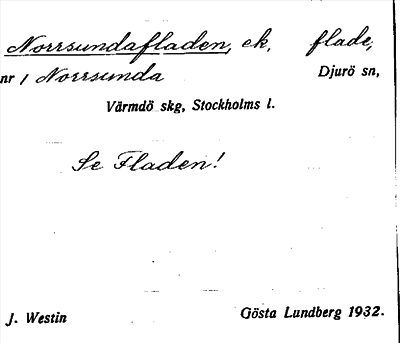 Norrsundafladen, ek, flade,
nr 1 Norrsunda Djurö sn,
Värmdö skg, Stockholms l.
Se Fladen!
J. Westin Gösta Lundberg 1932.